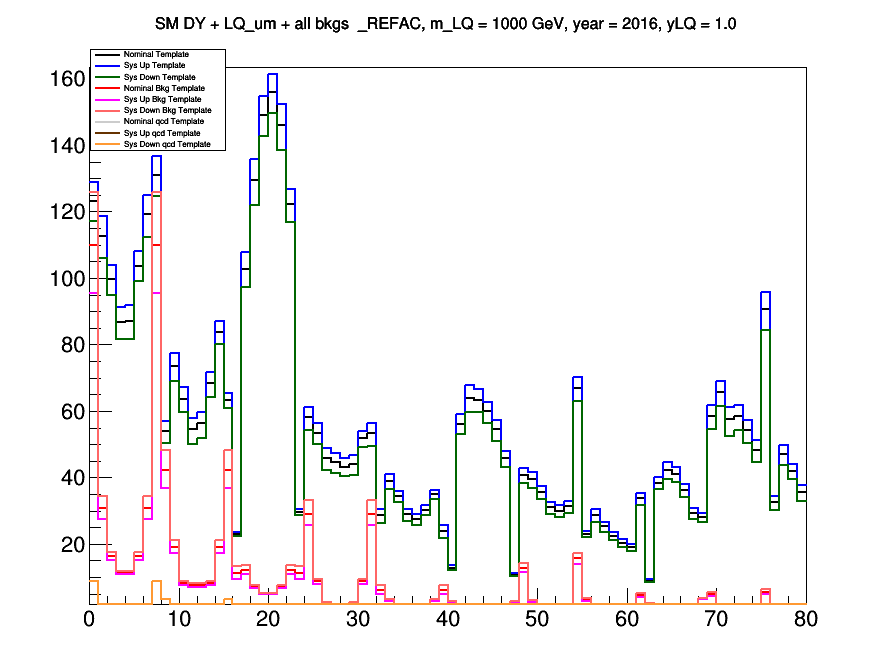 SM DY + LQ_um + all bkgs _REFAC, m_LQ = 1000 GeV, year = 2016, yLQ = 1.0
Nominal Template
Sys Up Template
Sys Down Template
Nominal Bkg Template
Sys Up Bkg Template
Sys Down Bkg Template
Nominal qcd Template
Sys Up qcd Template
Sys Down qcd Template
160
140
120
100
80
60
40
20
0 10 20 30 40 50 60 70 80